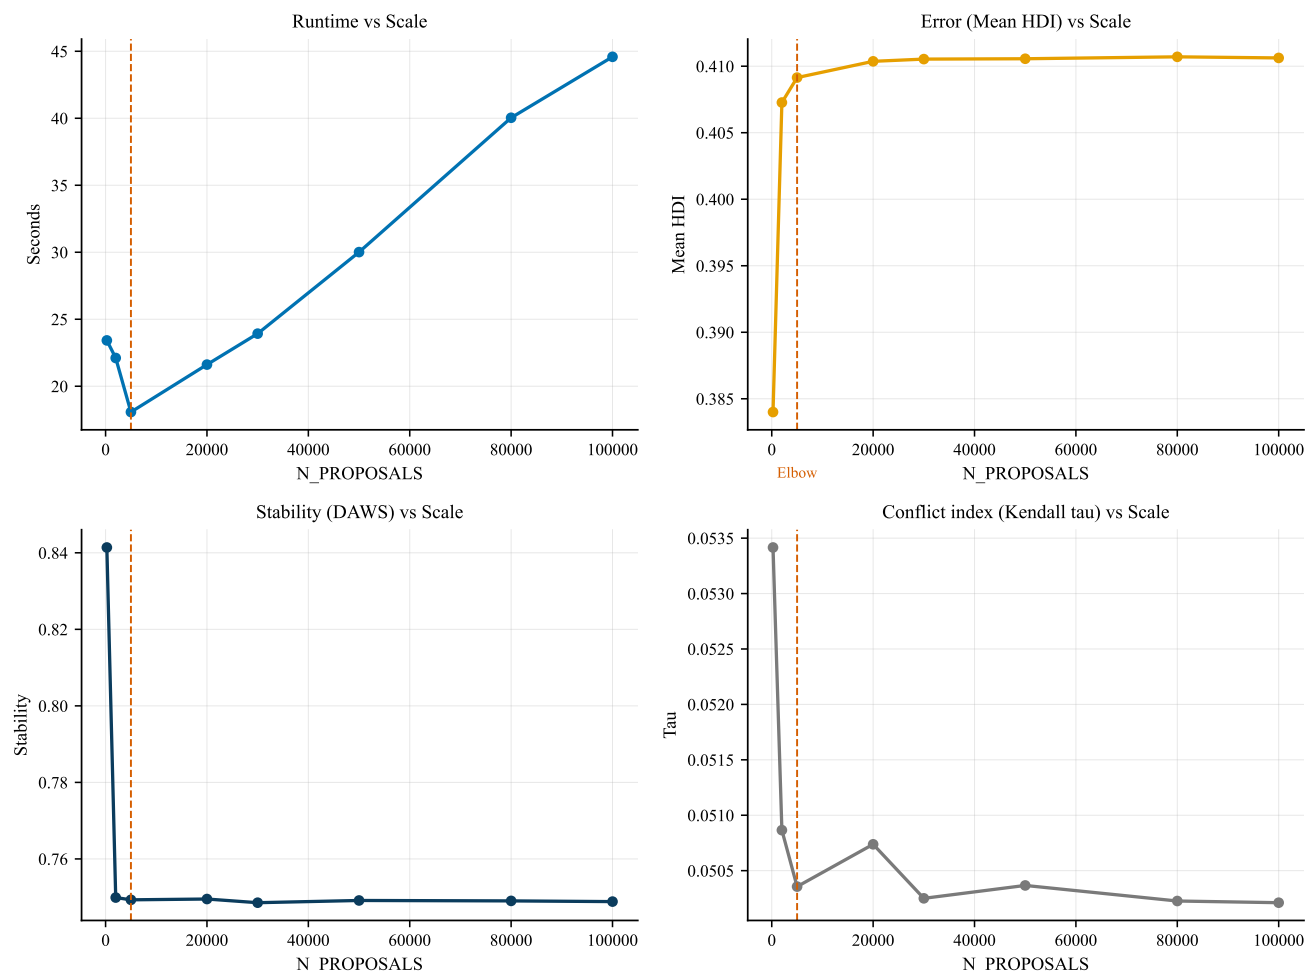 Runtime vs Scale
Seconds
45
40
35
30
25
20
0 20000 40000 60000 80000 100000
N_PROPOSALS
Error (Mean HDI) vs Scale
Mean HDI
0.410
0.405
0.400
0.395
0.390
0.385
0 20000 40000 60000 80000 100000
Elbow
N_PROPOSALS
Stability (DAWS) vs Scale
Stability
0.84
0.82
0.80
0.78
0.76
0 20000 40000 60000 80000 100000
N_PROPOSALS
Conflict index (Kendall tau) vs Scale
Tau
0.0535
0.0530
0.0525
0.0520
0.0515
0.0510
0.0505
0 20000 40000 60000 80000 100000
N_PROPOSALS